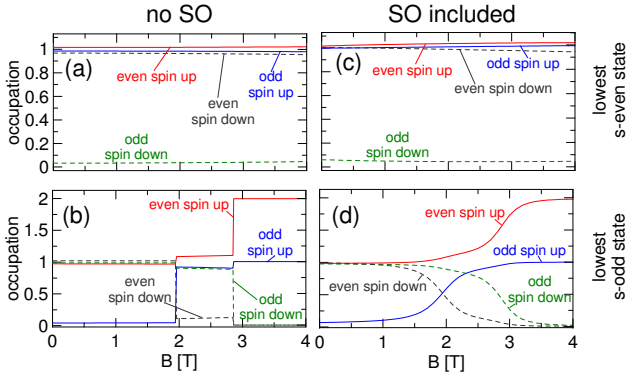 no SO
SO included
occupation
1
0.8
0.6
0.4
0.2
0
(a)
even spin up
even
spin down
odd
spin up
odd
spin down
(c)
even spin up
odd spin up
even
spin down
odd
spin down
lowest
s-even state
occupation
2
1.5
1
0.5
0
(b)
even spin up
odd
spin up
even
spin down
odd
spin down
0 1 2 3 4
B [T]
(d)
even spin up
odd spin up
even spin down
odd
spin down
0 1 2 3 4
B [T]
lowest
s-odd state